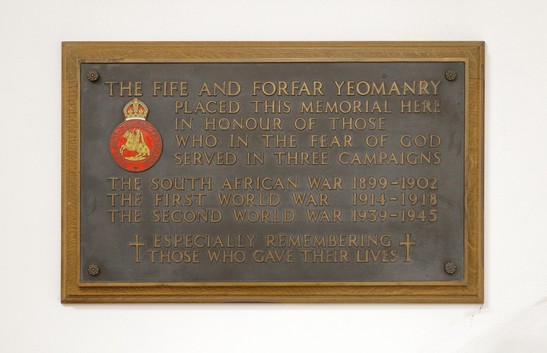 THE FIFE AND FORFAR YEOMANRY
PLACED THIS MEMORIAL HERE
IN HONOUR OF THOSE
WHO IN THE FEAR OF GOD
SERVED IN THREE CAMPAIGNS
THE SOUTH AFRICAN WAR 1899-1902
THE FIRST WORLD WAR 1914-1918
THE SECOND WORLD WAR 1939-1945
ESPECIALLY REMEMBERING
THOSE WHO GAVE THEIR LIVES